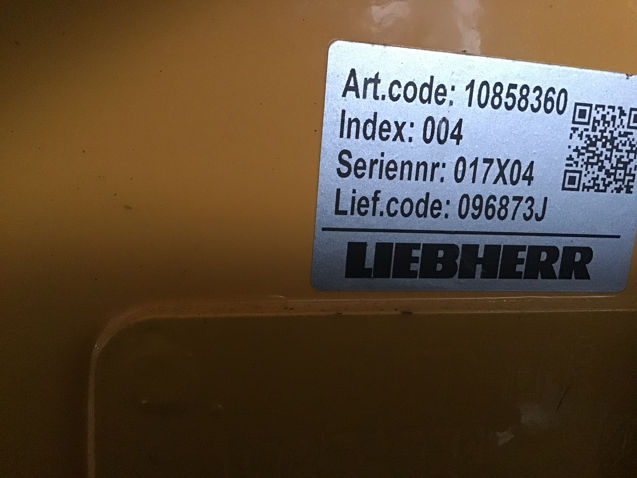 Art.code: 10858360
Index: 004
Seriennr: 017X04
Lief.code: 096873J
LIEBHERR